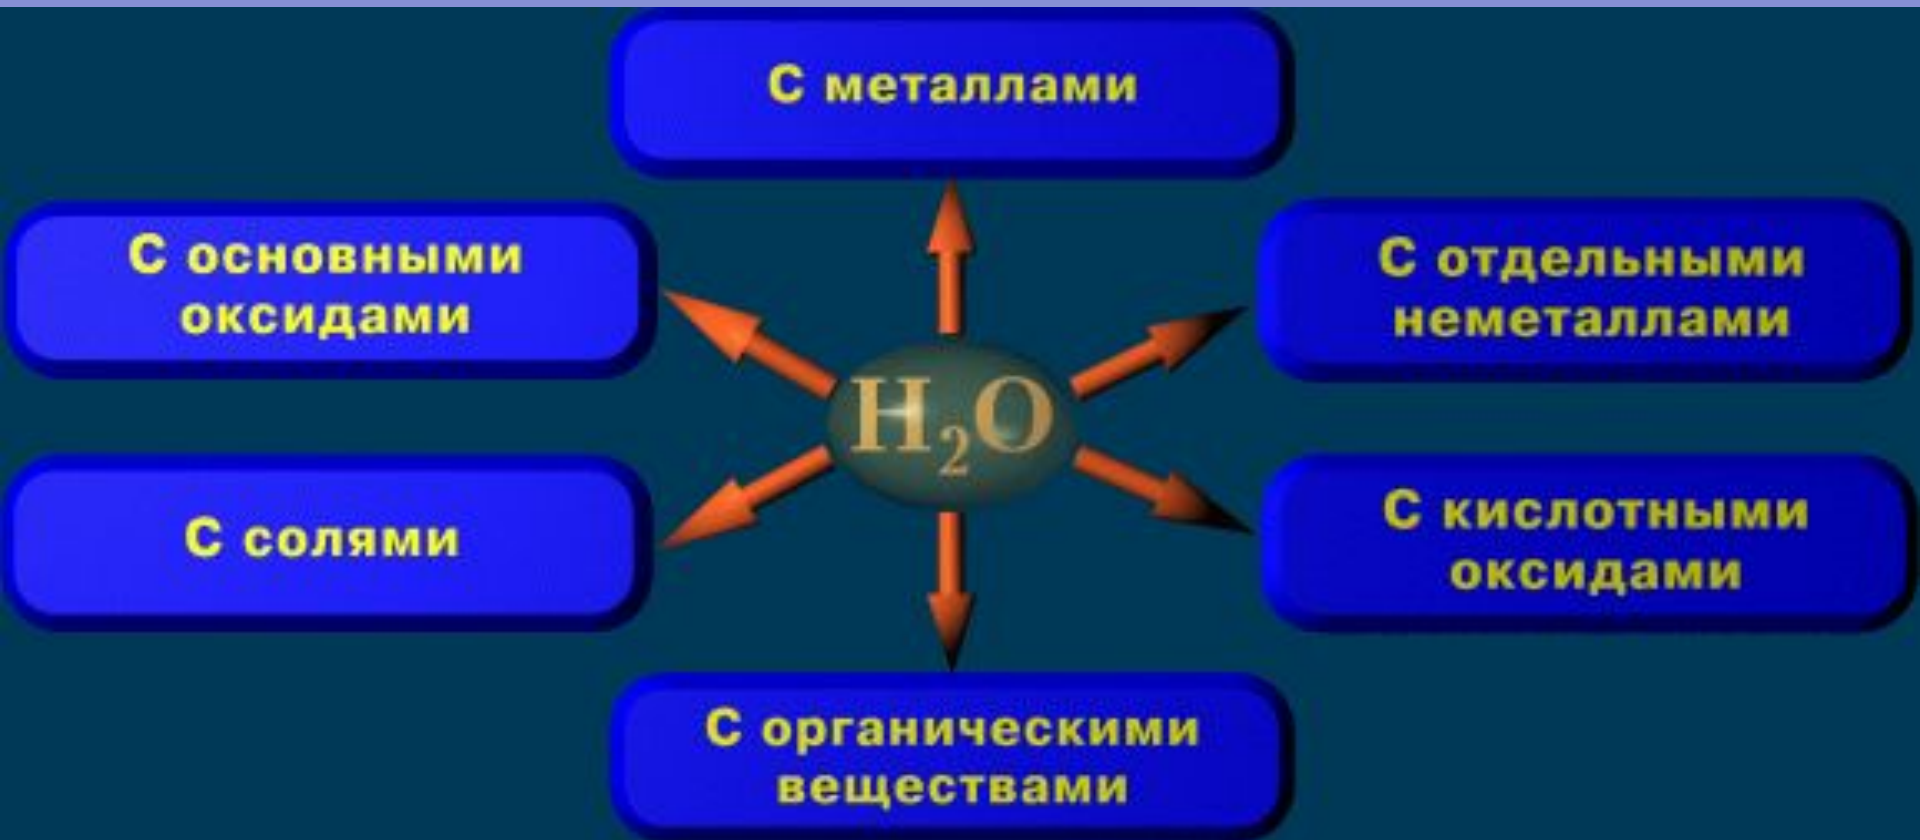 С металлами
С основными
оксидами
С отдельными
неметаллами
H₂O
С солями
С кислотными
оксидами
С органическими
веществами